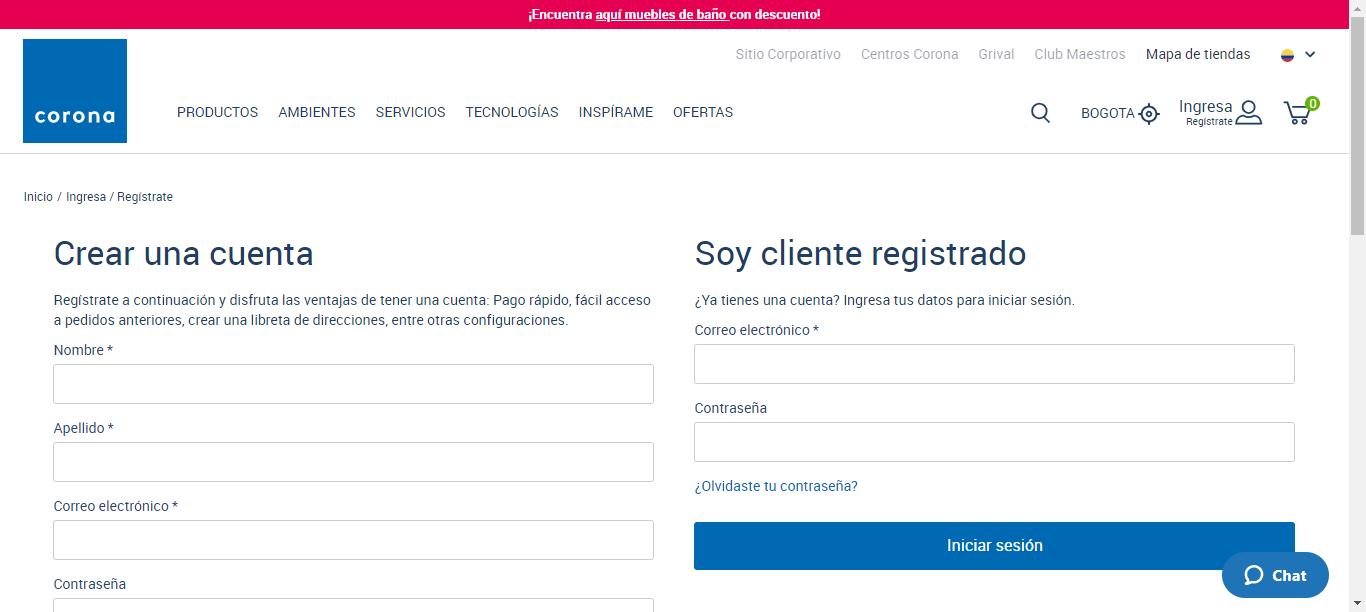 ¡Encuentra aquí muebles de baño con descuento!
Sitio Corporativo Centros Corona Grival Club Maestros Mapa de tiendas
corona
PRODUCTOS AMBIENTES SERVICIOS TECNOLOGÍAS INSPÍRAME OFERTAS
BOGOTA
Ingresa
Regístrate
0
Inicio / Ingresa / Regístrate
Crear una cuenta
Regístrate a continuación y disfruta las ventajas de tener una cuenta: Pago rápido, fácil acceso
a pedidos anteriores, crear una libreta de direcciones, entre otras configuraciones.
Nombre *
Apellido *
Correo electrónico *
Contraseña
Soy cliente registrado
¿Ya tienes una cuenta? Ingresa tus datos para iniciar sesión.
Correo electrónico *
Contraseña
¿Olvidaste tu contraseña?
Iniciar sesión
Chat